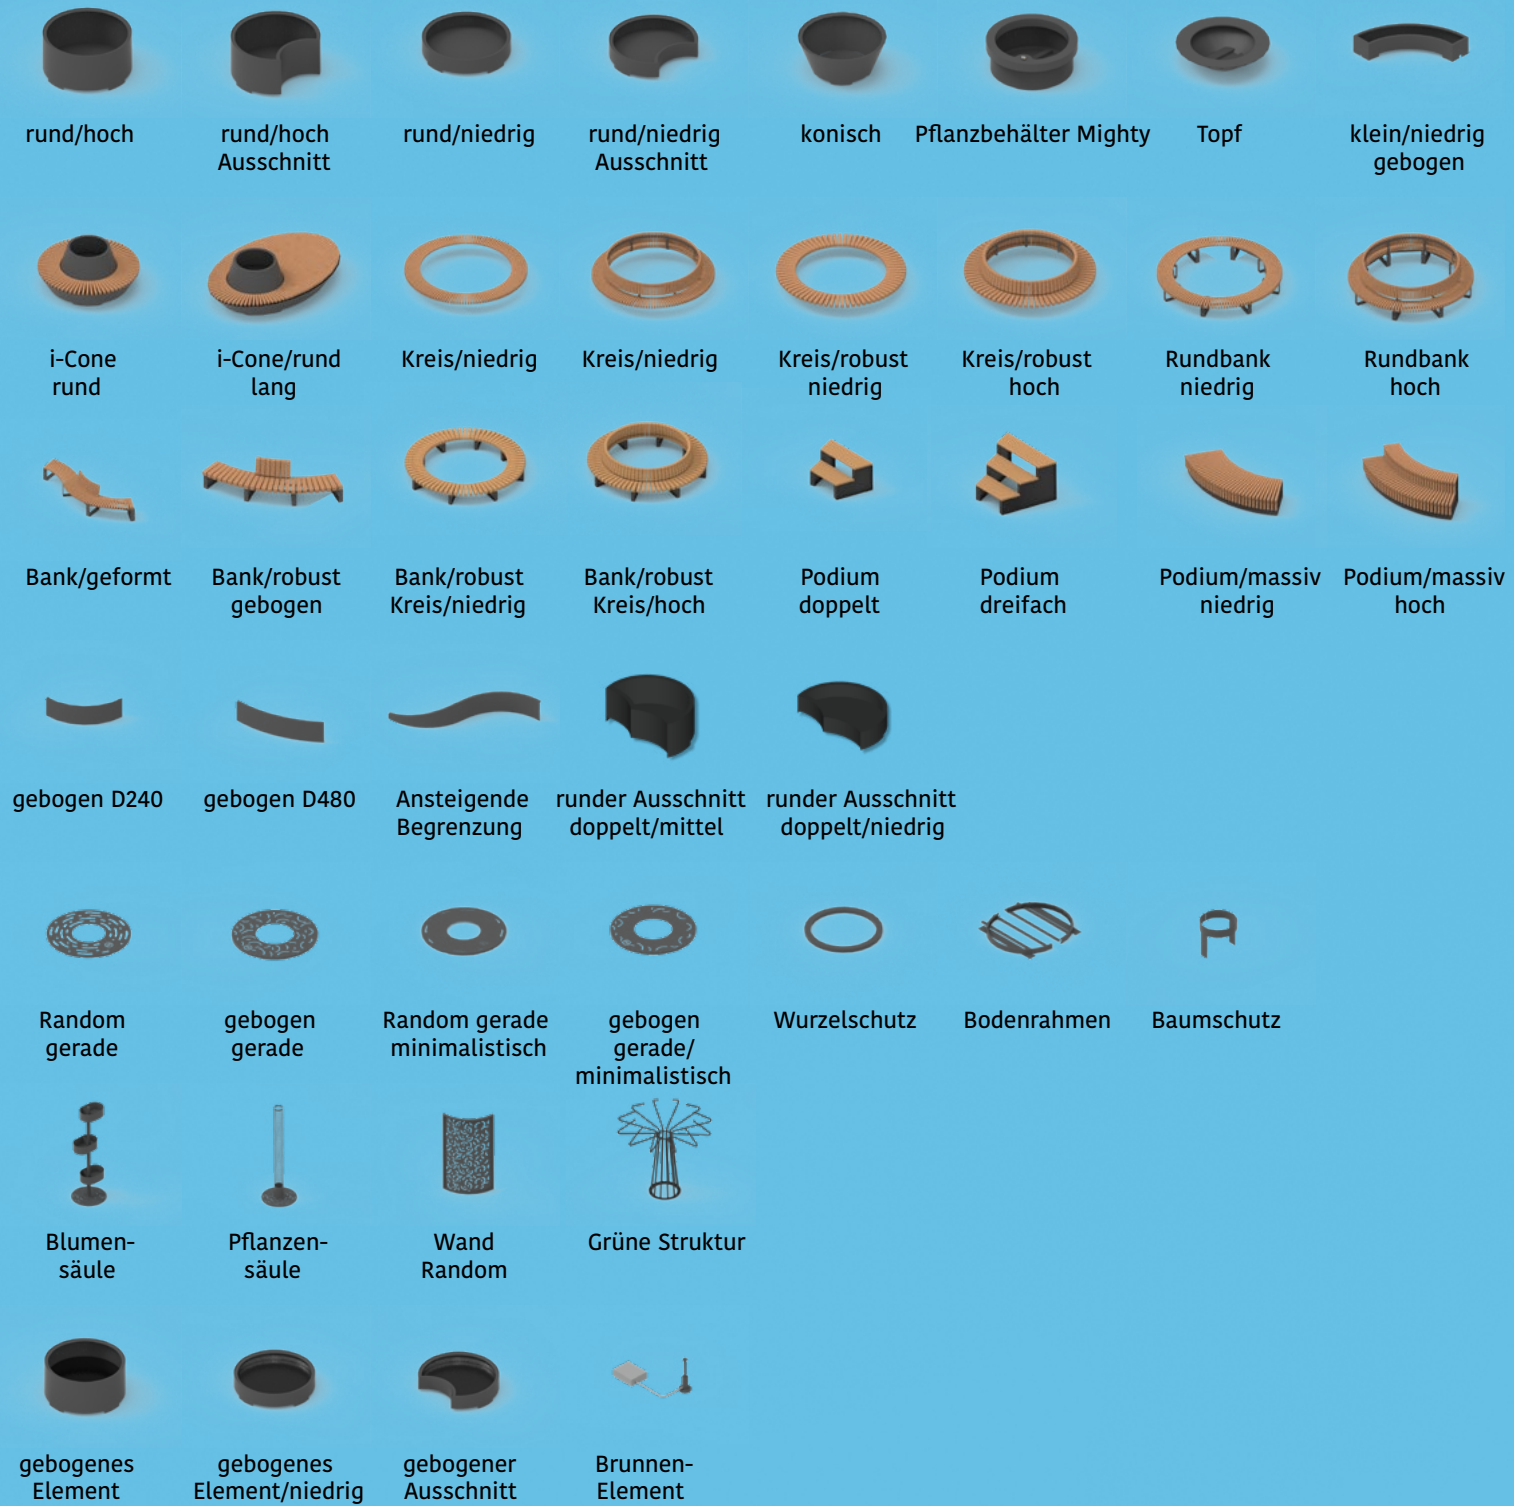 rund/hoch
rund/hoch
Ausschnitt
rund/niedrig
rund/niedrig
Ausschnitt
konisch
Pflanzbehälter Mighty
Topf
klein/niedrig
gebogen
i-Cone
rund
i-Cone/rund
lang
Kreis/niedrig
Kreis/niedrig
Kreis/robust
niedrig
Kreis/robust
hoch
Rundbank
niedrig
Rundbank
hoch
Bank/geformt
Bank/robust
gebogen
Bank/robust
Kreis/niedrig
Bank/robust
Kreis/hoch
Podium
doppelt
Podium
dreifach
Podium/massiv
niedrig
Podium/massiv
hoch
gebogen D240
gebogen D480
Ansteigende
Begrenzung
runder Ausschnitt
doppelt/mittel
runder Ausschnitt
doppelt/niedrig
Random
gerade
gebogen
gerade
Random gerade
minimalistisch
gebogen
gerade/
minimalistisch
Wurzelschutz
Bodenrahmen
Baumschutz
Blumen-
säule
Pflanzen-
säule
Wand
Random
Grüne Struktur
gebogenes
Element
gebogenes
Element/niedrig
gebogener
Ausschnitt
Brunnen-
Element